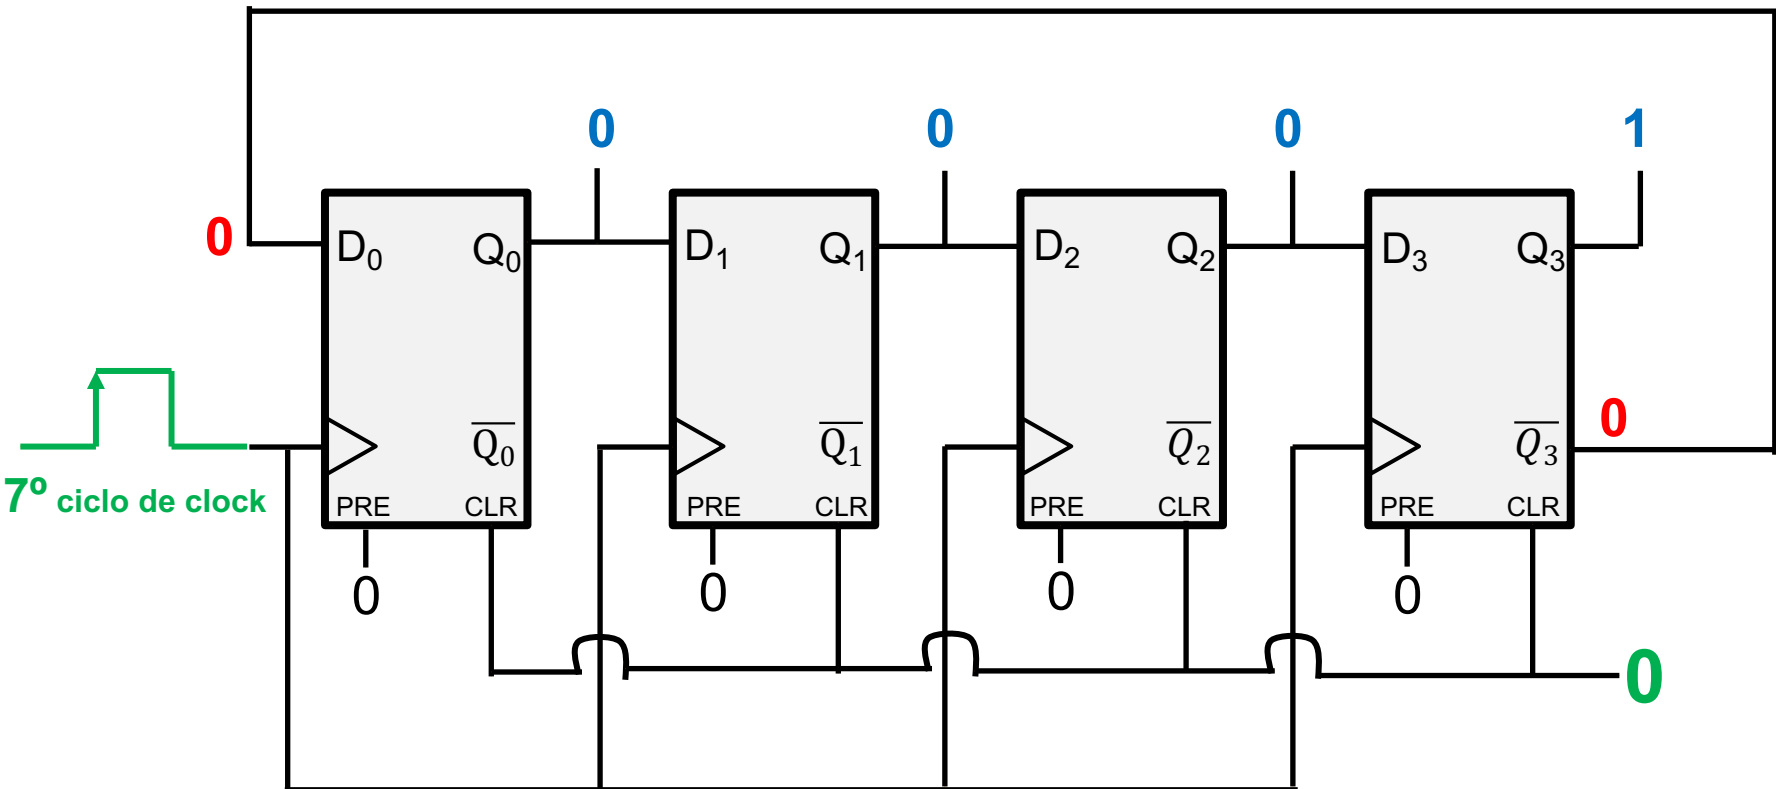 0 0 0 1
0
D₀ Q₀ D₁ Q₁ D₂ Q₂ D₃ Q₃
0
Q̅₀ Q̅₁ Q̅₂ Q̅₃
7º ciclo de clock
PRE CLR PRE CLR PRE CLR PRE CLR
0 0 0 0
0